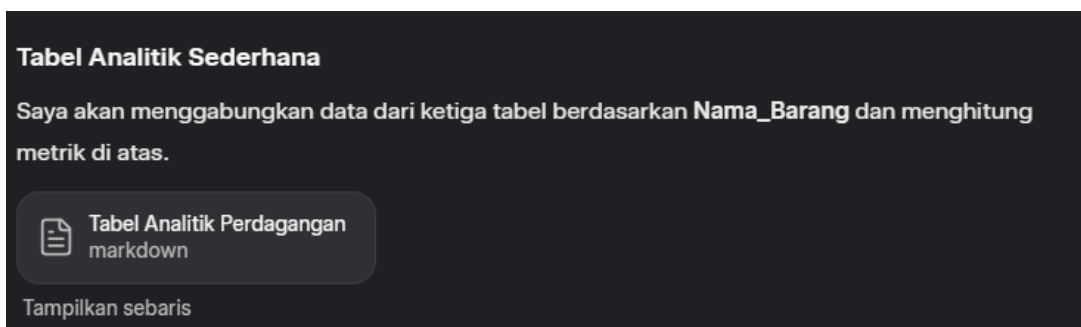 Tabel Analitik Sederhana
Saya akan menggabungkan data dari ketiga tabel berdasarkan Nama_Barang dan menghitung
metrik di atas.
Tabel Analitik Perdagangan
markdown
Tampilkan sebaris